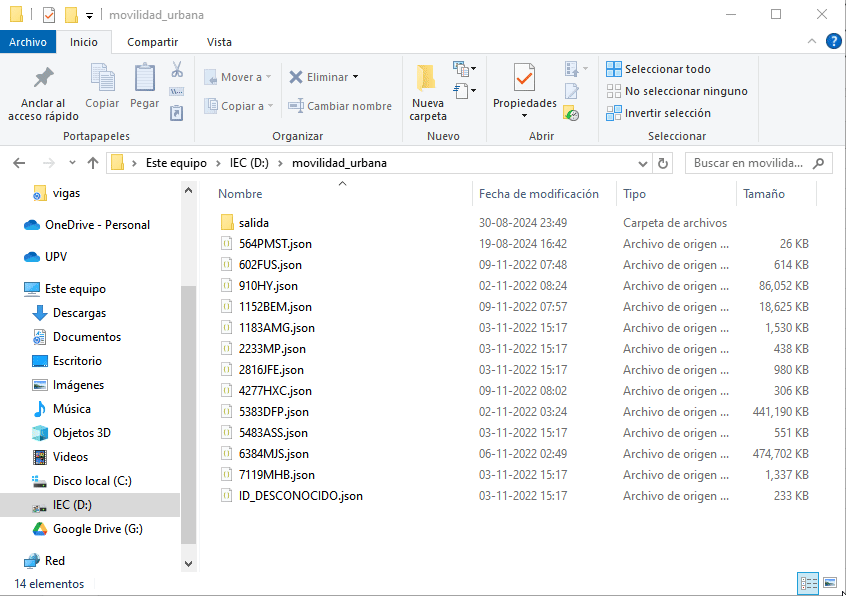 movilidad_urbana
Archivo Inicio Compartir Vista
Anclar al acceso rápido
Copiar
Pegar
Portapapeles
Mover a
Copiar a
Eliminar
Cambiar nombre
Organizar
Nueva carpeta
Nuevo
Propiedades
Abrir
Seleccionar todo
No seleccionar ninguno
Invertir selección
Seleccionar
Este equipo > IEC (D:) > movilidad_urbana
Buscar en movilida...
vigas
OneDrive - Personal
UPV
Este equipo
Descargas
Documentos
Escritorio
Imágenes
Música
Objetos 3D
Videos
Disco local (C:)
IEC (D:)
Google Drive (G:)
Red
Nombre Fecha de modificación Tipo Tamaño
salida 30-08-2024 23:49 Carpeta de archivos
564PMST.json 19-08-2024 16:42 Archivo de origen ... 26 KB
602FUS.json 09-11-2022 07:48 Archivo de origen ... 614 KB
910HY.json 02-11-2022 08:24 Archivo de origen ... 86,052 KB
1152BEM.json 09-11-2022 07:57 Archivo de origen ... 18,625 KB
1183AMG.json 03-11-2022 15:17 Archivo de origen ... 1,530 KB
2233MP.json 03-11-2022 15:17 Archivo de origen ... 438 KB
2816JFE.json 03-11-2022 15:17 Archivo de origen ... 980 KB
4277HXC.json 09-11-2022 08:02 Archivo de origen ... 306 KB
5383DFP.json 02-11-2022 03:24 Archivo de origen ... 441,190 KB
5483ASS.json 03-11-2022 15:17 Archivo de origen ... 551 KB
6384MJS.json 06-11-2022 02:49 Archivo de origen ... 474,702 KB
7119MHB.json 03-11-2022 15:17 Archivo de origen ... 1,337 KB
ID_DESCONOCIDO.json 03-11-2022 15:17 Archivo de origen ... 233 KB
14 elementos